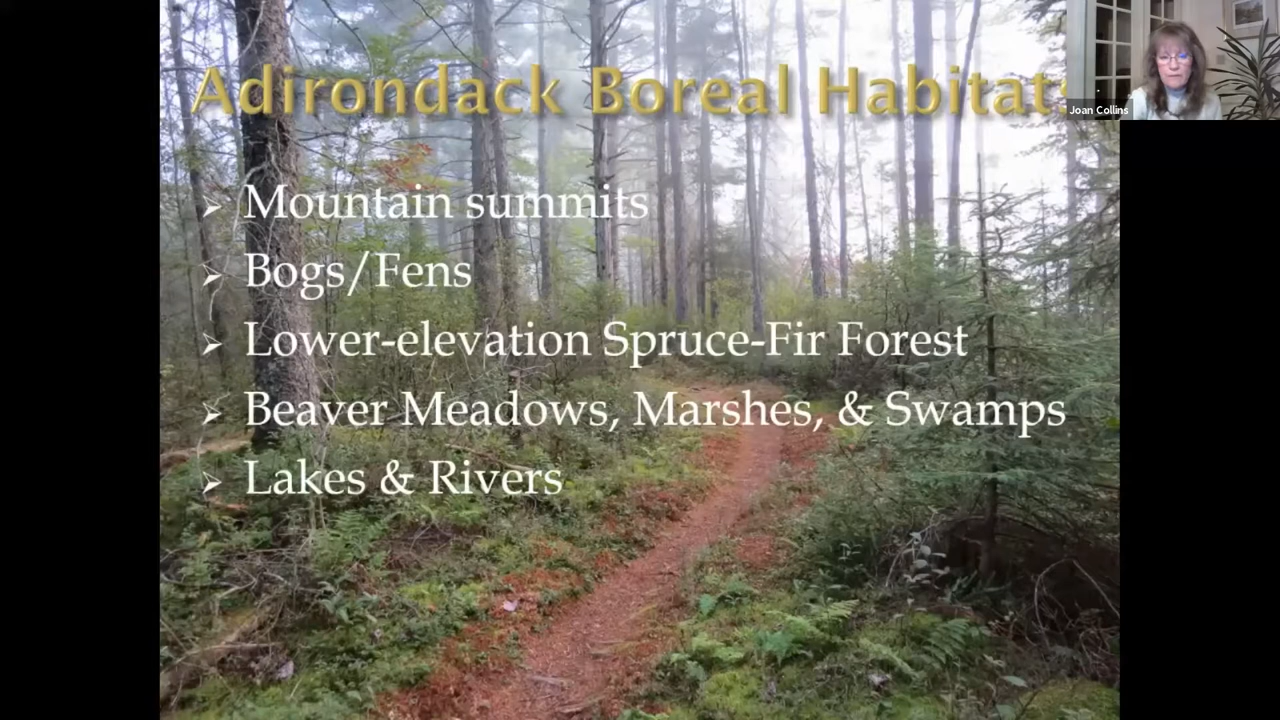 Adirondack Boreal Habitats
Joan Collins
Mountain summits
Bogs/Fens
Lower-elevation Spruce-Fir Forest
Beaver Meadows, Marshes, & Swamps
Lakes & Rivers